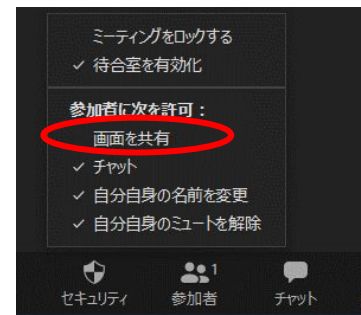 ミーティングをロックする
✓ 待合室を有効化
参加者に次を許可：
画面を共有
✓ チャット
✓ 自分自身の名前を変更
✓ 自分自身のミュートを解除
1
セキュリティ 参加者 チャット